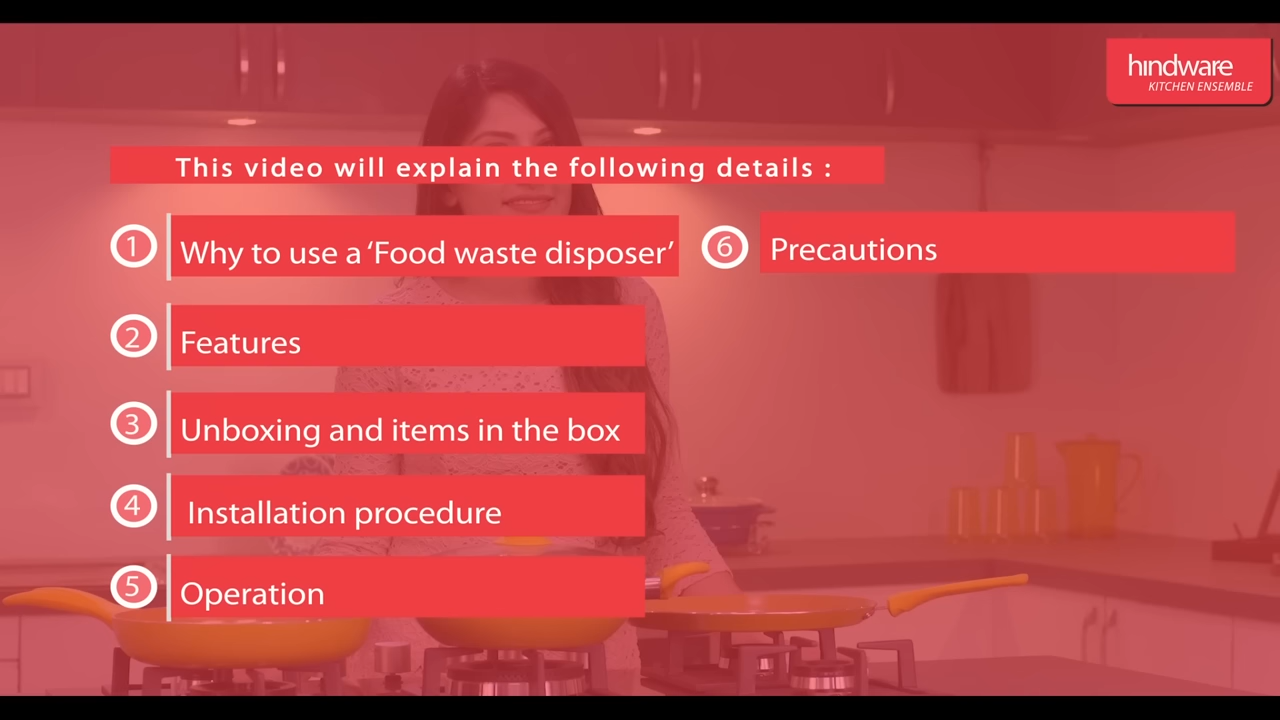 hindware
KITCHEN ENSEMBLE
This video will explain the following details :
1 Why to use a ‘Food waste disposer’
2 Features
3 Unboxing and items in the box
4 Installation procedure
5 Operation
6 Precautions